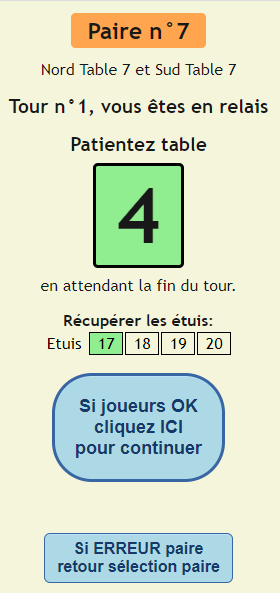 Paire n°7
Nord Table 7 et Sud Table 7
Tour n°1, vous êtes en relais
Patientez table
4
en attendant la fin du tour.
Récupérer les étuis:
Etuis 17 18 19 20
Si joueurs OK
cliquez ICI
pour continuer
Si ERREUR paire
retour sélection paire